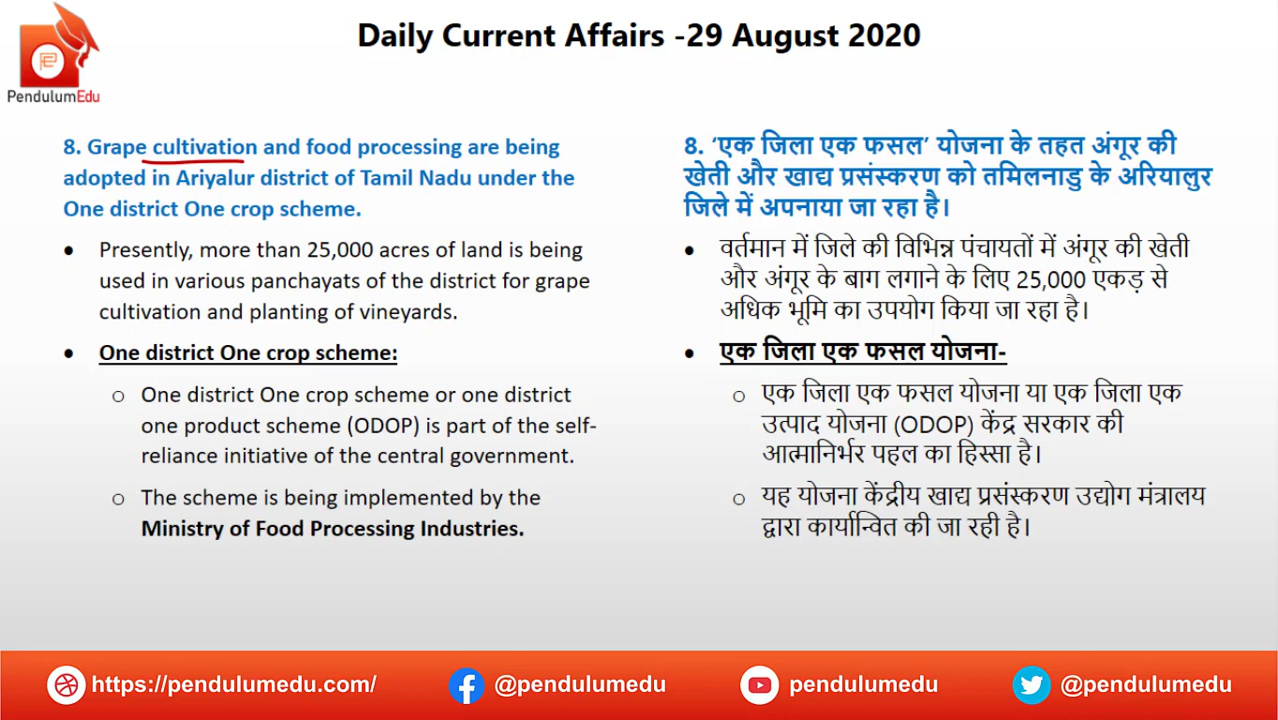 Daily Current Affairs -29 August 2020
PendulumEdu
8. Grape cultivation and food processing are being
adopted in Ariyalur district of Tamil Nadu under the
One district One crop scheme.
• Presently, more than 25,000 acres of land is being
used in various panchayats of the district for grape
cultivation and planting of vineyards.
• One district One crop scheme:
o One district One crop scheme or one district
one product scheme (ODOP) is part of the self-
reliance initiative of the central government.
o The scheme is being implemented by the
Ministry of Food Processing Industries.
8. ‘एक जिला एक फसल’ योजना के तहत अंगूर की
खेती और खाद्य प्रसंस्करण को तमिलनाडु के अरियालुर
जिले में अपनाया जा रहा है।
• वर्तमान में जिले की विभिन्न पंचायतों में अंगूर की खेती
और अंगूर के बाग लगाने के लिए 25,000 एकड़ से
अधिक भूमि का उपयोग किया जा रहा है।
• एक जिला एक फसल योजना-
o एक जिला एक फसल योजना या एक जिला एक
उत्पाद योजना (ODOP) केंद्र सरकार की
आत्मानिर्भर पहल का हिस्सा है।
o यह योजना केंद्रीय खाद्य प्रसंस्करण उद्योग मंत्रालय
द्वारा कार्यान्वित की जा रही है।
https://pendulumedu.com/
@pendulumedu
pendulumedu
@pendulumedu